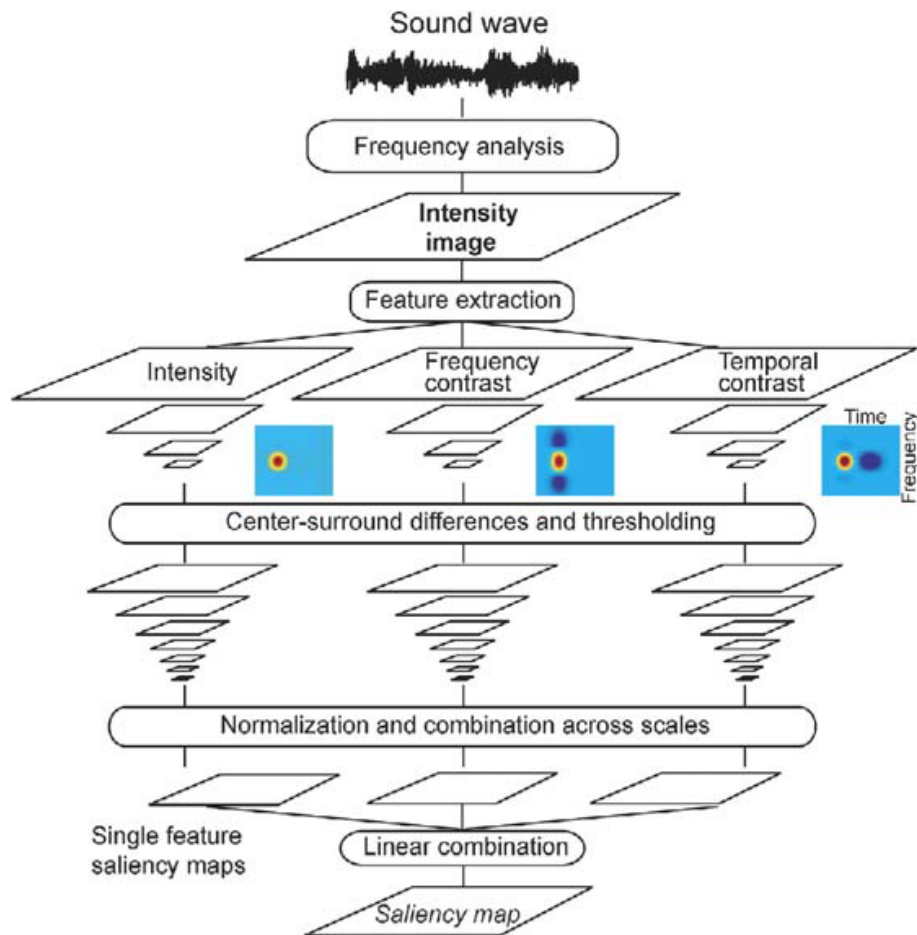 Sound wave
Frequency analysis
Intensity
image
Feature extraction
Intensity
Frequency
contrast
Temporal
contrast
Time
Frequency
Center-surround differences and thresholding
Normalization and combination across scales
Single feature
saliency maps
Linear combination
Saliency map